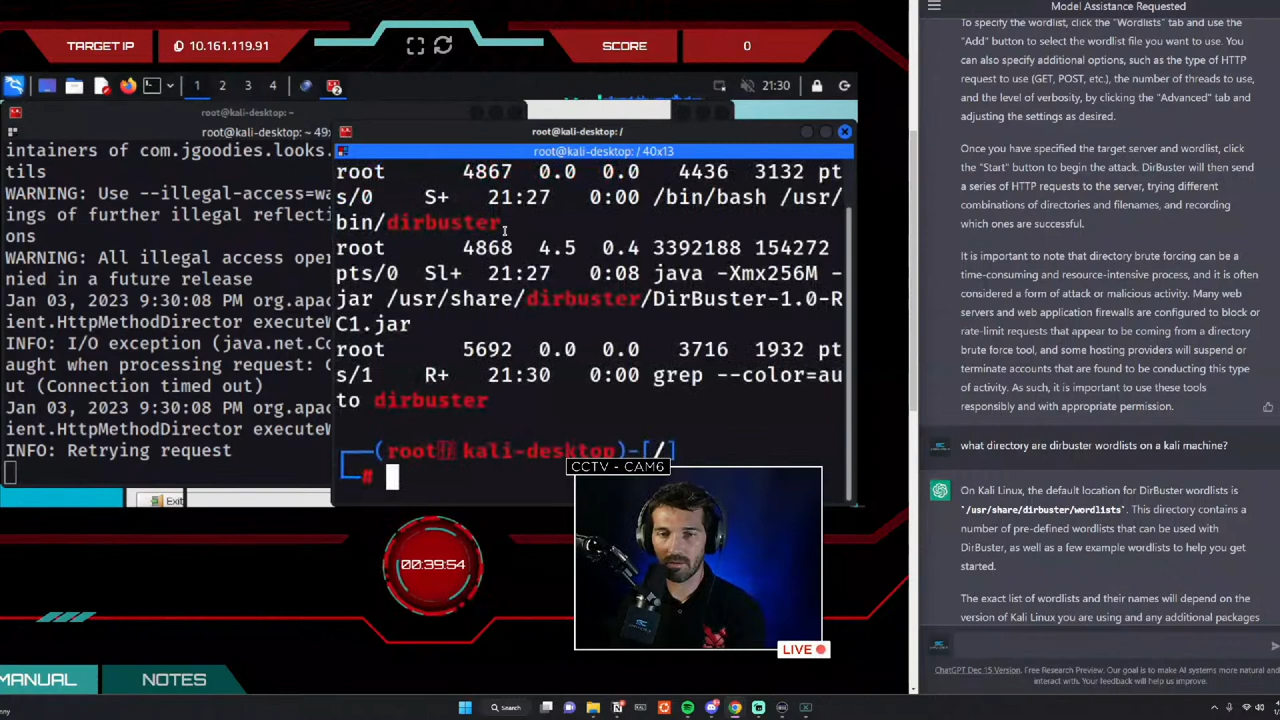 TARGET IP
10.161.119.91
SCORE
0
1 2 3 4
21:30
root@kali-desktop: ~
root@kali-desktop: ~ 49x
intainers of com.jgoodies.looks.
tils
WARNING: Use --illegal-access=wa
ings of further illegal reflecti
ons
WARNING: All illegal access oper
nied in a future release
Jan 03, 2023 9:30:08 PM org.apac
ient.HttpMethodDirector executeW
INFO: I/O exception (java.net.Co
aught when processing request: C
ut (Connection timed out)
Jan 03, 2023 9:30:08 PM org.apac
ient.HttpMethodDirector executeW
INFO: Retrying request
Exit
root@kali-desktop: /
root@kali-desktop: / 40x13
root 4867 0.0 0.0 4436 3132 pt
s/0 S+ 21:27 0:00 /bin/bash /usr/
bin/dirbuster
root 4868 4.5 0.4 3392188 154272
pts/0 Sl+ 21:27 0:08 java -Xmx256M -
jar /usr/share/dirbuster/DirBuster-1.0-R
C1.jar
root 5692 0.0 0.0 3716 1932 pt
s/1 R+ 21:30 0:00 grep --color=au
to dirbuster
(root kali-desktop)-[/]
#
CCTV - CAM6
LIVE
00:39:54
MANUAL
NOTES
Model Assistance Requested
To specify the wordlist, click the "Wordlists" tab and use the
"Add" button to select the wordlist file you want to use. You
can also specify additional options, such as the type of HTTP
request to use (GET, POST, etc.), the number of threads to use,
and the level of verbosity, by clicking the "Advanced" tab and
adjusting the settings as desired.
Once you have specified the target server and wordlist, click
the "Start" button to begin the attack. DirBuster will then send
a series of HTTP requests to the server, trying different
combinations of directories and filenames, and recording
which ones are successful.
It is important to note that directory brute forcing can be a
time-consuming and resource-intensive process, and it is often
considered a form of attack or malicious activity. Many web
servers and web application firewalls are configured to block or
rate-limit requests that appear to be coming from a directory
brute force tool, and some hosting providers will suspend or
terminate accounts that are found to be conducting this type
of activity. As such, it is important to use these tools
responsibly and with appropriate permission.
what directory are dirbuster wordlists on a kali machine?
On Kali Linux, the default location for DirBuster wordlists is
`/usr/share/dirbuster/wordlists`. This directory contains a
number of pre-defined wordlists that can be used with
DirBuster, as well as a few example wordlists to help you get
started.
The exact list of wordlists and their names will depend on the
version of Kali Linux you are using and any additional packages
ChatGPT Dec 15 Version. Free Research Preview. Our goal is to make AI systems more natural and
interact with. Your feedback will help us improve.
Search